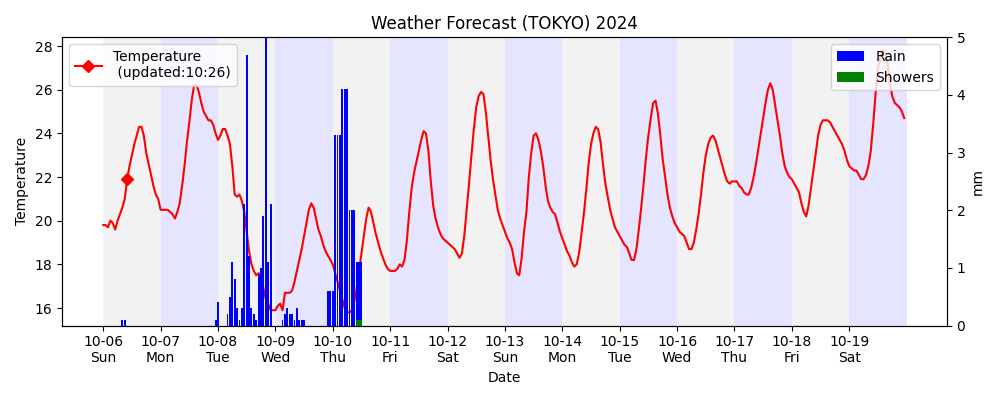 Weather Forecast (TOKYO) 2024
Temperature
(updated:10:26)
Rain
Showers
28
26
24
22
20
18
16
Temperature
5
4
3
2
1
0
mm
10-06 10-07 10-08 10-09 10-10 10-11 10-12 10-13 10-14 10-15 10-16 10-17 10-18 10-19
Sun Mon Tue Wed Thu Fri Sat Sun Mon Tue Wed Thu Fri Sat
Date